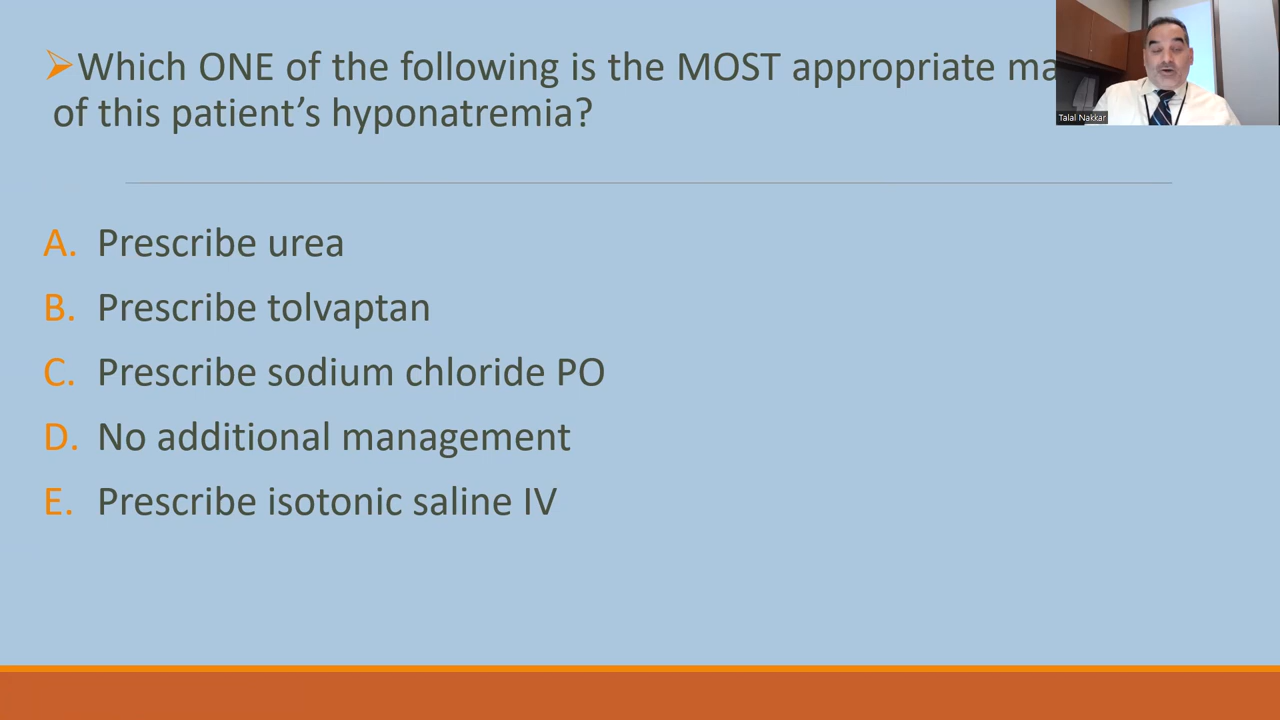 ➢Which ONE of the following is the MOST appropriate
of this patient's hyponatremia?
Talal Nakkar
A. Prescribe urea
B. Prescribe tolvaptan
C. Prescribe sodium chloride PO
D. No additional management
E. Prescribe isotonic saline IV